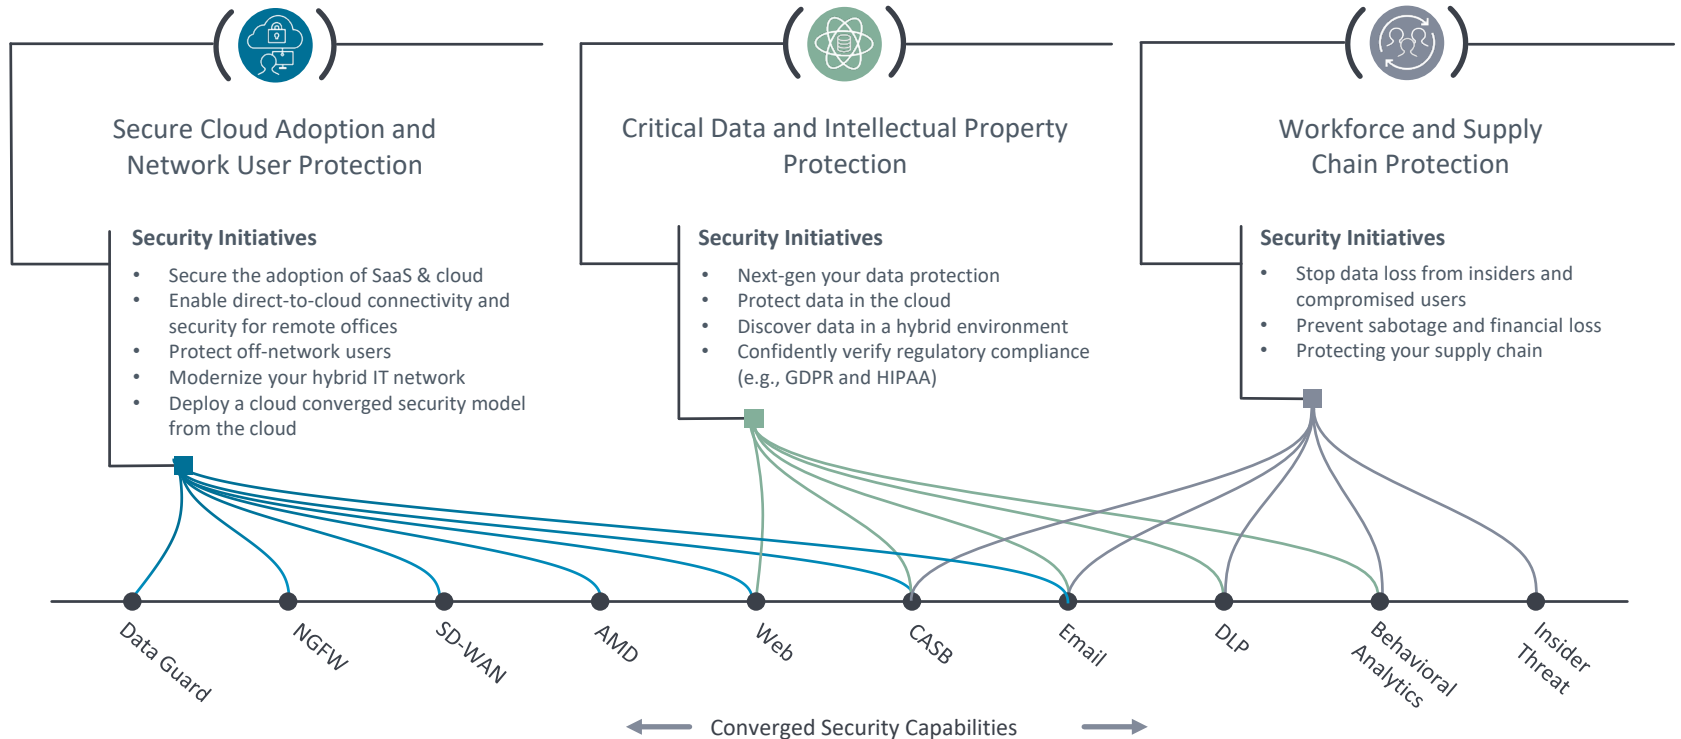 Secure Cloud Adoption and
Network User Protection
Security Initiatives
• Secure the adoption of SaaS & cloud
• Enable direct-to-cloud connectivity and
security for remote offices
• Protect off-network users
• Modernize your hybrid IT network
• Deploy a cloud converged security model
from the cloud
Critical Data and Intellectual Property
Protection
Security Initiatives
• Next-gen your data protection
• Protect data in the cloud
• Discover data in a hybrid environment
• Confidently verify regulatory compliance
(e.g., GDPR and HIPAA)
Workforce and Supply
Chain Protection
Security Initiatives
• Stop data loss from insiders and
compromised users
• Prevent sabotage and financial loss
• Protecting your supply chain
Data Guard
NGFW
SD-WAN
AMD
Web
CASB
Email
DLP
Behavioral
Analytics
Insider
Threat
Converged Security Capabilities